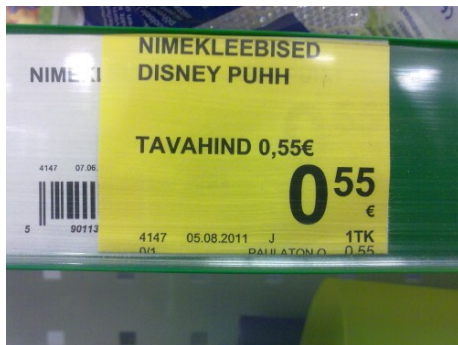 NIMEKLEEBISED
DISNEY PUHH
TAVAHIND 0,55€
0 55
€
4147 05.08.2011 J 1TK
0/1 PAULATON O 0,55
4147 07.06.
5 90113